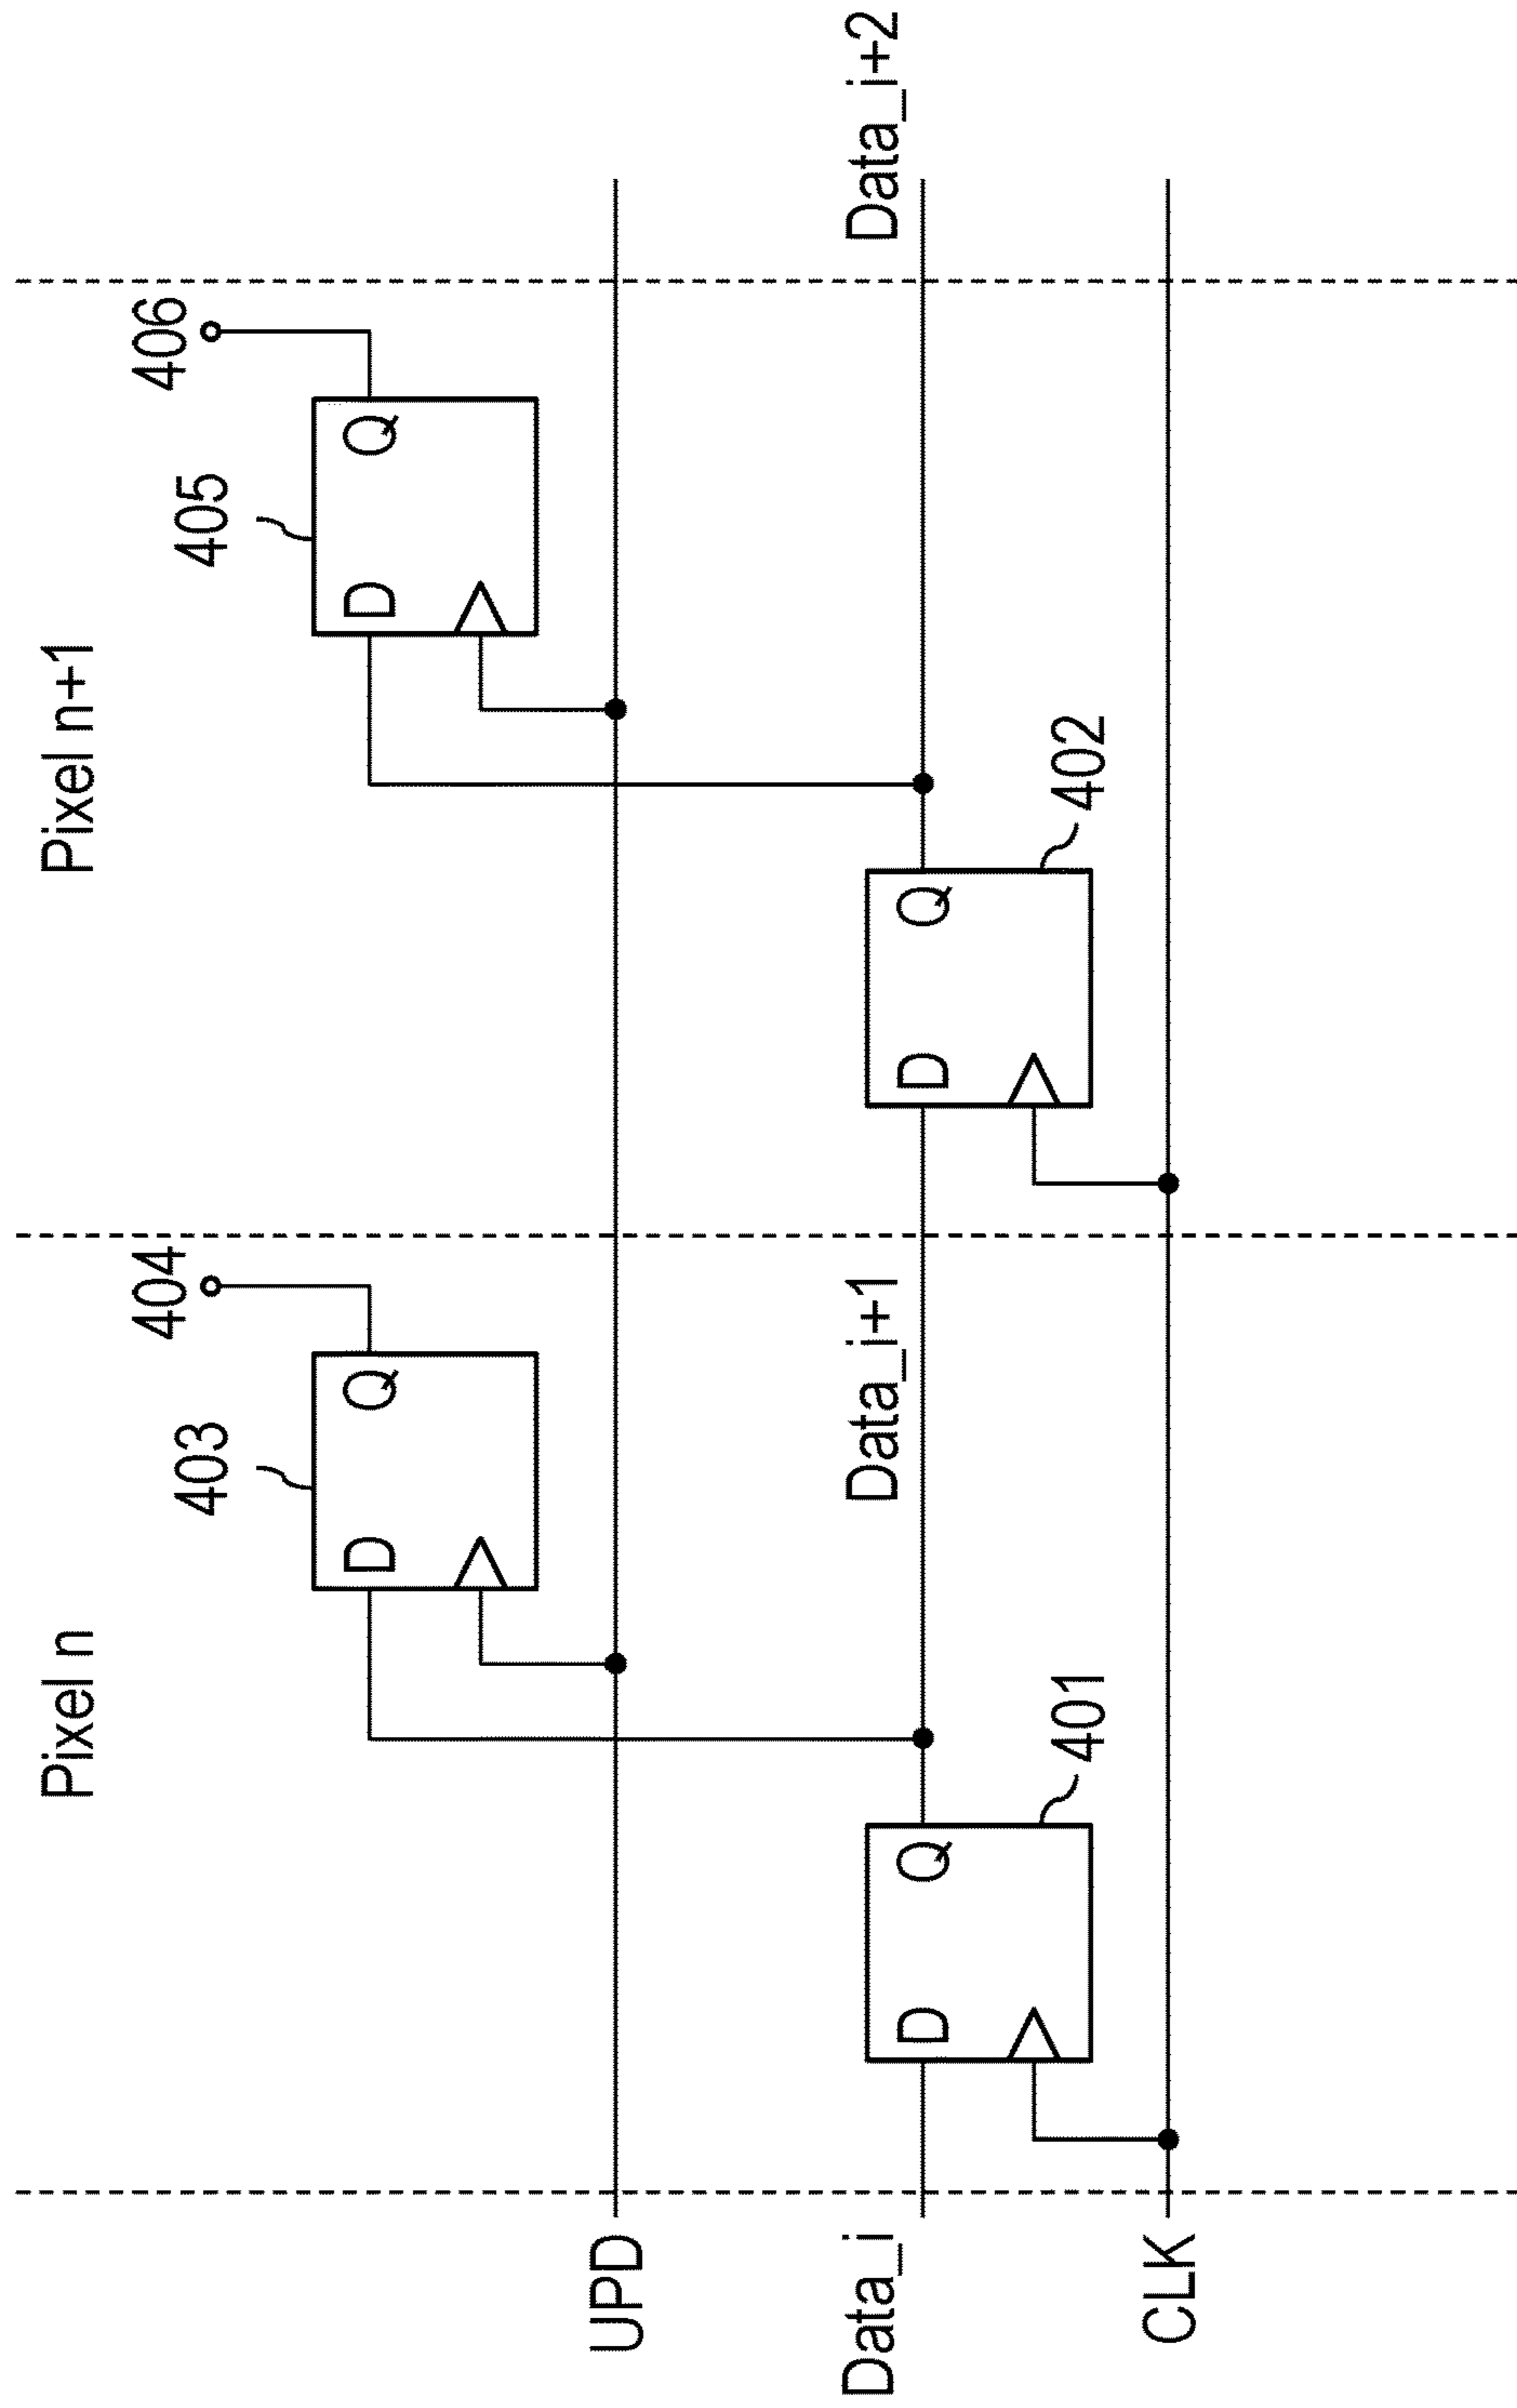 Pixel n
Pixel n+1
404
406
403
405
D
Q
D
Q
UPD
Data_i
Data_i+1
Data_i+2
D
Q
D
Q
401
402
CLK